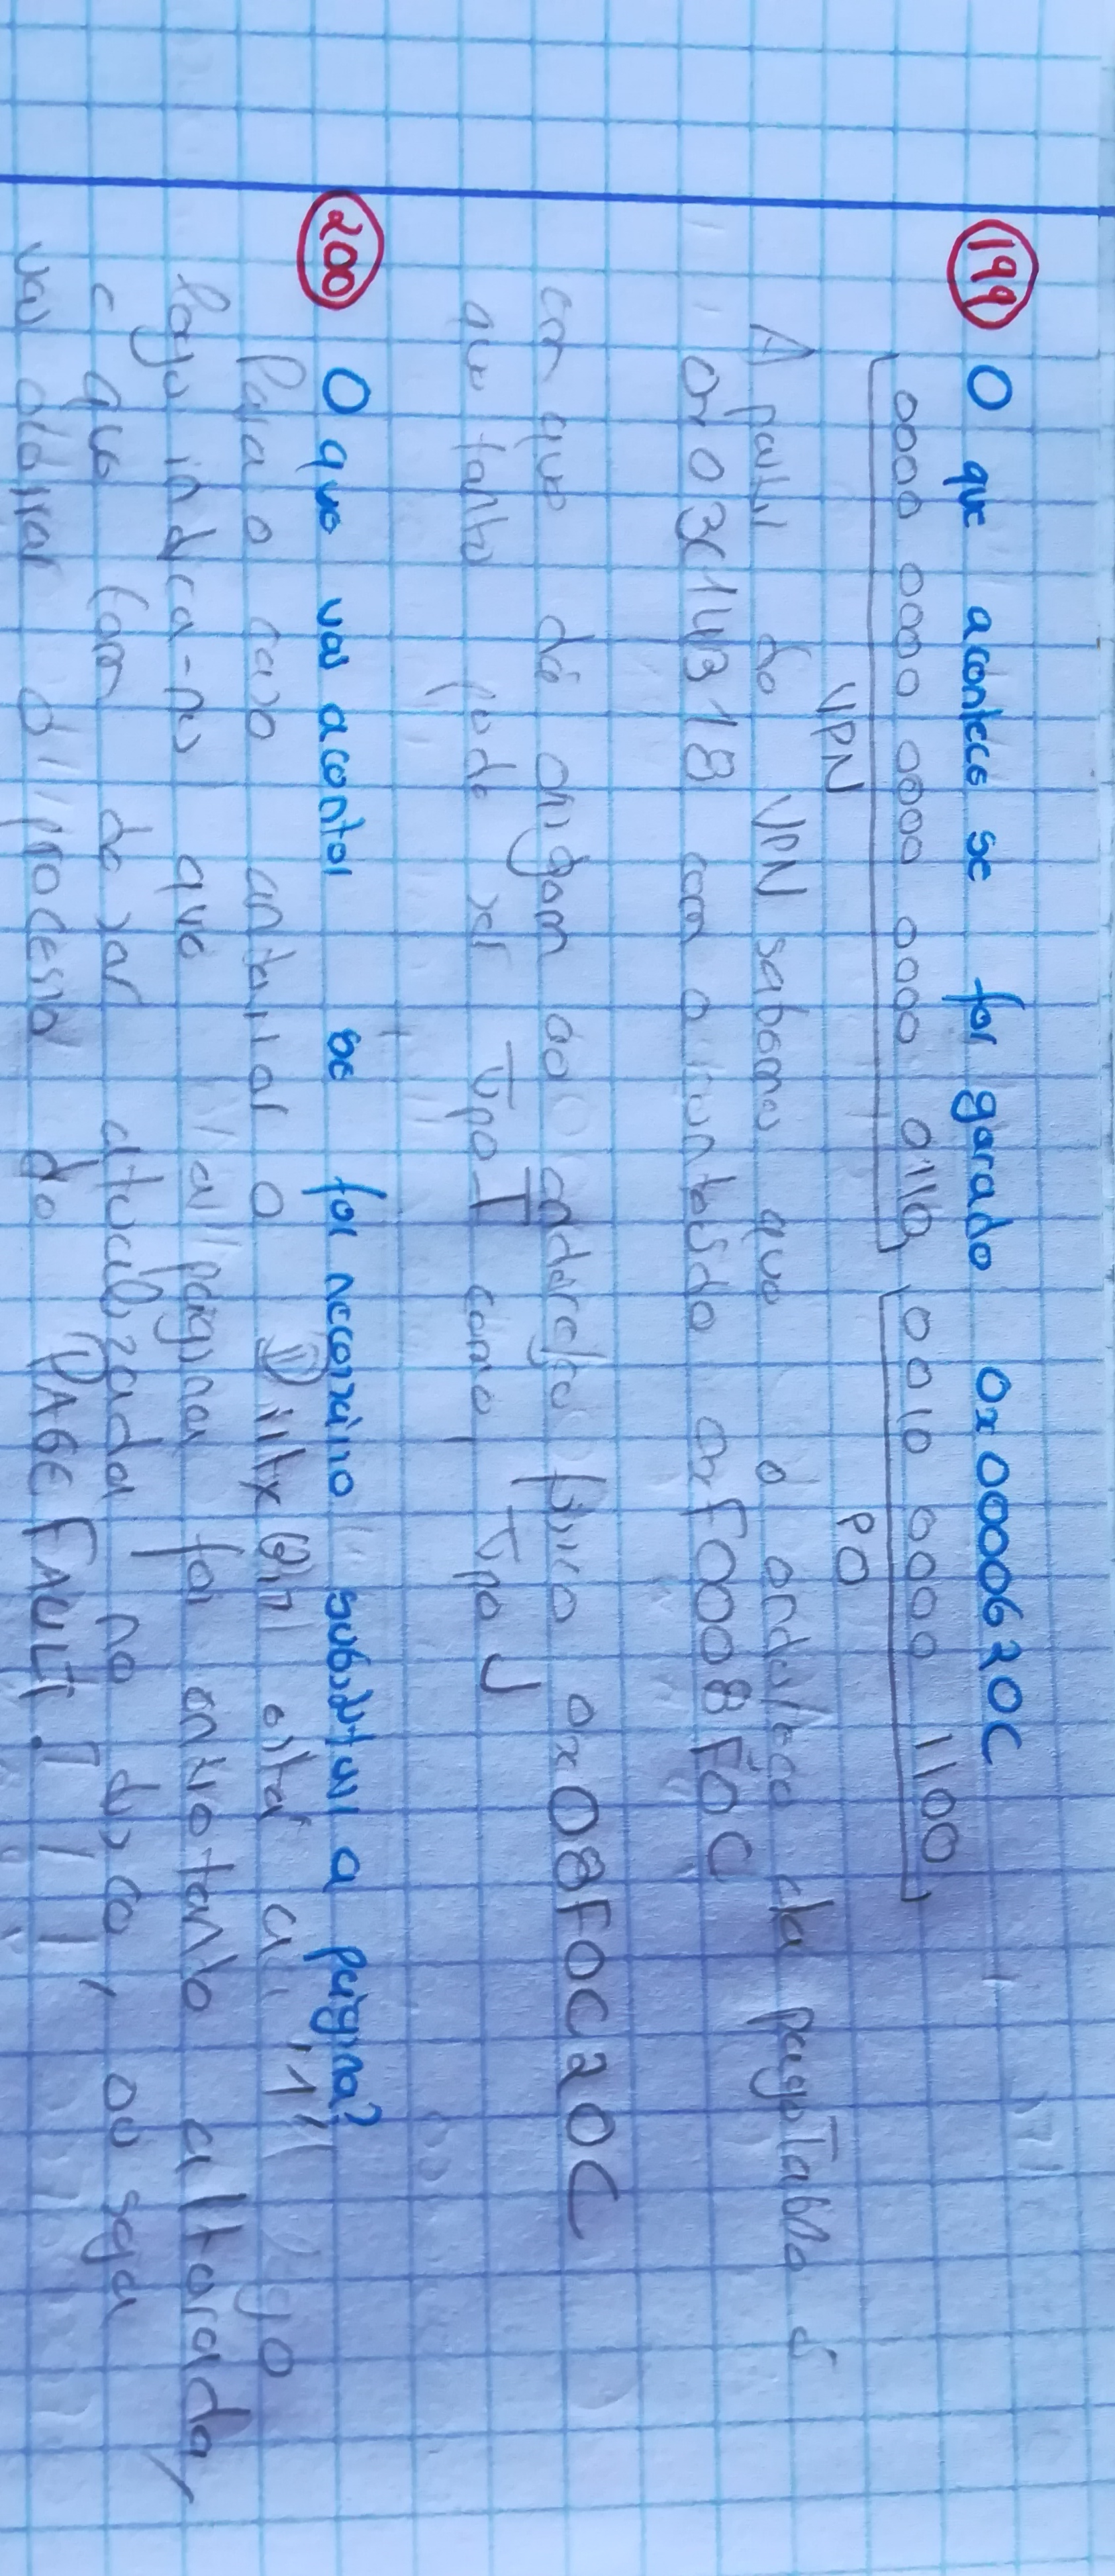 199 O que acontece se for garado 0x0000620C
0000 0000 0000 0000 0110 0010 0000 1100
VPN PO
A partir do VPN sabemos que o endereço da pageTable é
0x03C14318 com o conteúdo 0xF0008F0C
que dá origem ao endereço físico 0x08F0C20C
que tanto pode ser Tipo I como Tipo J
200 O que vai acontcer se for necessário substituir a página?
Para o caso anterior o Dirty Bit está a '1'
logo indica-nos que a página foi entretanto alterada,
e que tem de ser atualizada no disco, ou seja
vai ocorrer o processo de PAGE FAULT!